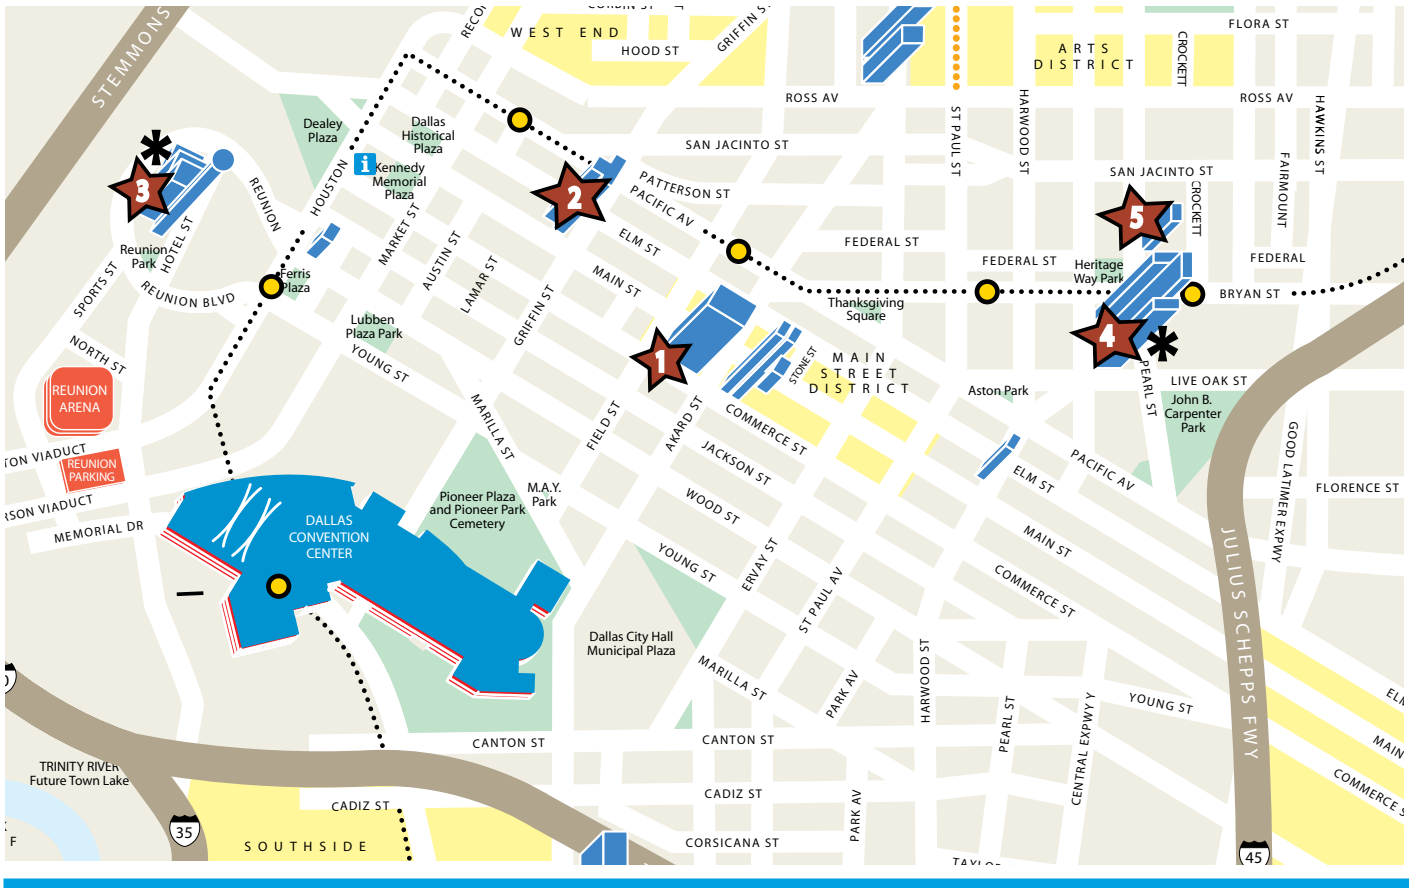 CORBIN ST
STEMMONS
WEST END
HOOD ST
GRIFFIN ST
FLORA ST
ARTS
DISTRICT
CROCKETT
ROSS AV
ROSS AV
ST PAUL ST
HARWOOD ST
HAWKINS ST
FAIRMOUNT
Dealey
Plaza
Dallas
Historical
Plaza
SAN JACINTO ST
SAN JACINTO ST
CROCKETT
i
Kennedy
Memorial
Plaza
HOUSTON
3
2
5
PATTERSON ST
PACIFIC AV
REUNION
MARKET ST
AUSTIN ST
LAMAR ST
ELM ST
MAIN ST
FEDERAL ST
FEDERAL ST
FEDERAL
Reunion
Park
HOTEL ST
SPORTS ST
REUNION BLVD
Ferris
Plaza
Heritage
Way Park
BRYAN ST
Thanksgiving
Square
GRIFFIN ST
Lubben
Plaza Park
YOUNG ST
NORTH ST
1
4
STONE ST
MAIN
STREET
DISTRICT
PEARL ST
LIVE OAK ST
Aston Park
John B.
Carpenter
Park
REUNION
ARENA
MARILLA ST
FIELD ST
AKARD ST
COMMERCE ST
JACKSON ST
WOOD ST
YOUNG ST
TON VIADUCT
REUNION
PARKING
RSON VIADUCT
MEMORIAL DR
DALLAS
CONVENTION
CENTER
Pioneer Plaza
and Pioneer Park
Cemetery
M.A.Y.
Park
ELM ST
PACIFIC AV
GOOD LATIMER EXPWY
FLORENCE ST
MAIN ST
COMMERCE ST
JULIUS SCHEPPS FWY
ERVAY ST
ST PAUL AV
Dallas City Hall
Municipal Plaza
MARILLA ST
PARK AV
HARWOOD ST
PEARL ST
CENTRAL EXPWY Y
YOUNG ST
ELM
MAIN
COMMERCE S
CANTON ST
CANTON ST
TRINITY RIVER
Future Town Lake
CADIZ ST
CADIZ ST
PARK AV
35
SOUTHSIDE
CORSICANA ST
TAYLOR
45
F